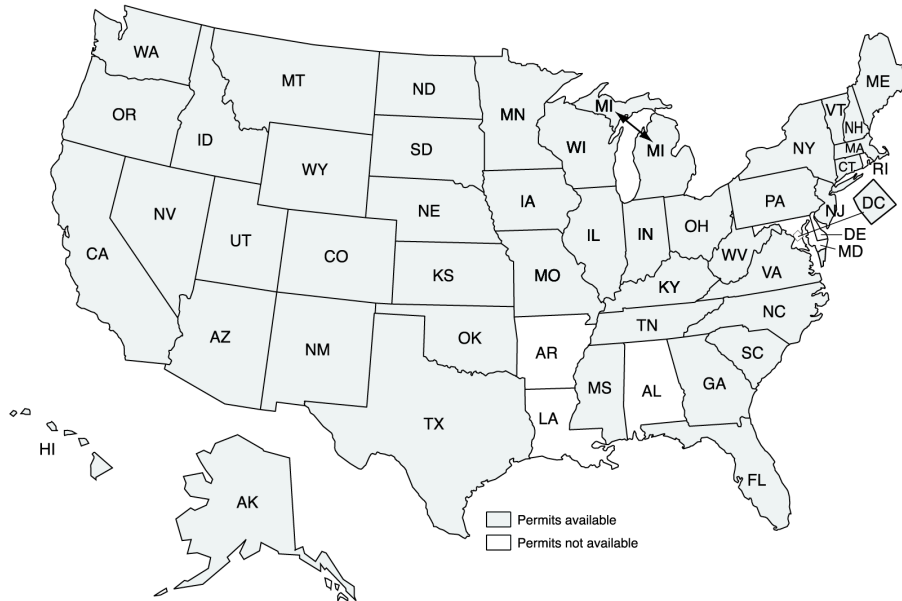 WA
OR
CA
NV
ID
MT
WY
UT
CO
AZ
NM
ND
SD
NE
KS
OK
TX
MN
IA
MO
AR
LA
WI
IL
MI
MI
IN
OH
KY
TN
MS
AL
GA
FL
SC
NC
VA
WV
PA
NY
VT
NH
ME
MA
CT
RI
NJ
DC
DE
MD
HI
AK
Permits available
Permits not available